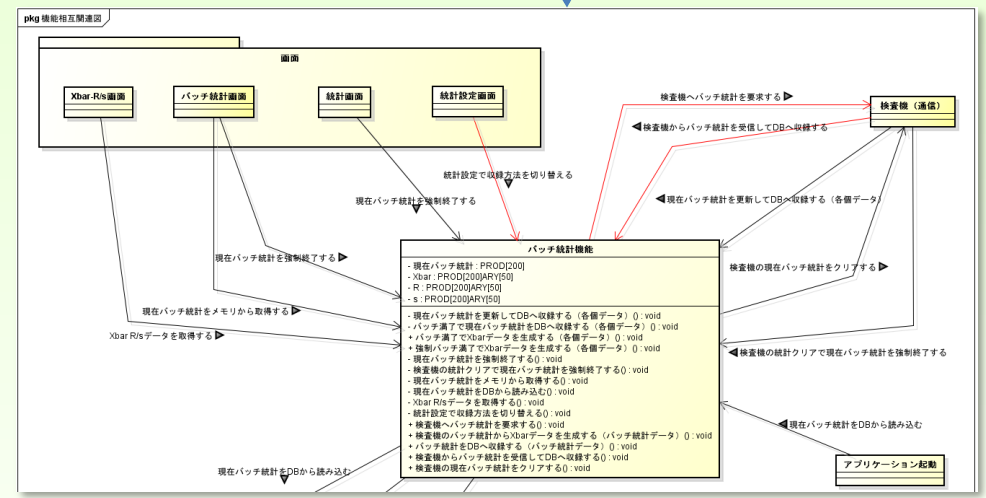 pkg 機能相互関連図
画面
Xbar-R/s画面
バッチ統計画面
統計画面
統計設定画面
検査機（通信）
検査機へバッチ統計を要求する
検査機からバッチ統計を受信してDBへ収録する
統計設定で収録方法を切り替える
現在バッチ統計を強制終了する
現在バッチ統計を更新してDBへ収録する（各個データ）
現在バッチ統計を強制終了する
検査機の現在バッチ統計をクリアする
現在バッチ統計をメモリから取得する
Xbar R/sデータを取得する
検査機の統計クリアで現在バッチ統計を強制終了する
バッチ統計機能
- 現在バッチ統計 : PROD[200]
- Xbar : PROD[200]ARY[50]
- R : PROD[200]ARY[50]
- s : PROD[200]ARY[50]
- 現在バッチ統計を更新してDBへ収録する（各個データ）() : void
- バッチ満了で現在バッチ統計をDBへ収録する（各個データ）() : void
+ バッチ満了でXbarデータを生成する（各個データ）() : void
+ 強制バッチ満了でXbarデータを生成する（各個データ）() : void
- 現在バッチ統計を強制終了する() : void
- 検査機の統計クリアで現在バッチ統計を強制終了する() : void
- 現在バッチ統計をメモリから取得する() : void
- 現在バッチ統計をDBから読み込む() : void
- Xbar R/sデータを取得する() : void
- 統計設定で収録方法を切り替える() : void
+ 検査機へバッチ統計を要求する() : void
+ 検査機のバッチ統計からXbarデータを生成する（バッチ統計データ）() : void
+ バッチ統計をDBへ収録する（バッチ統計データ）() : void
+ 検査機からバッチ統計を受信してDBへ収録する() : void
+ 検査機の現在バッチ統計をクリアする() : void
現在バッチ統計をDBから読み込む
アプリケーション起動
現在バッチ統計をDBから読み込む